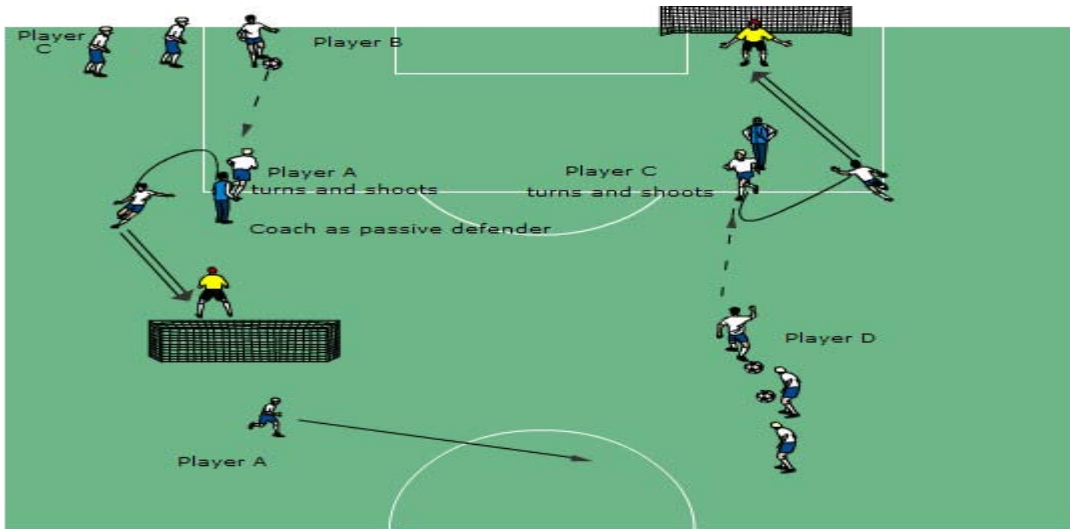 Player
C
Player B
Player A
turns and shoots
Player C
turns and shoots
Coach as passive defender
Player D
Player A